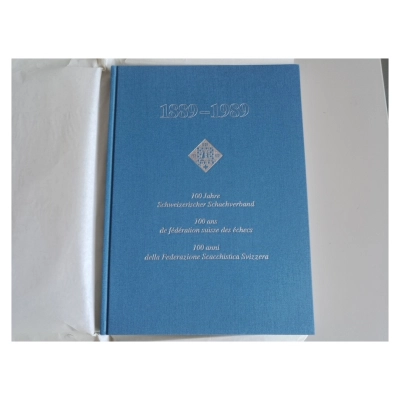 1889–1989
100 Jahre
Schweizerischer Schachverband
100 ans
de fédération suisse des échecs
100 anni
della Federazione Scacchistica Svizzera